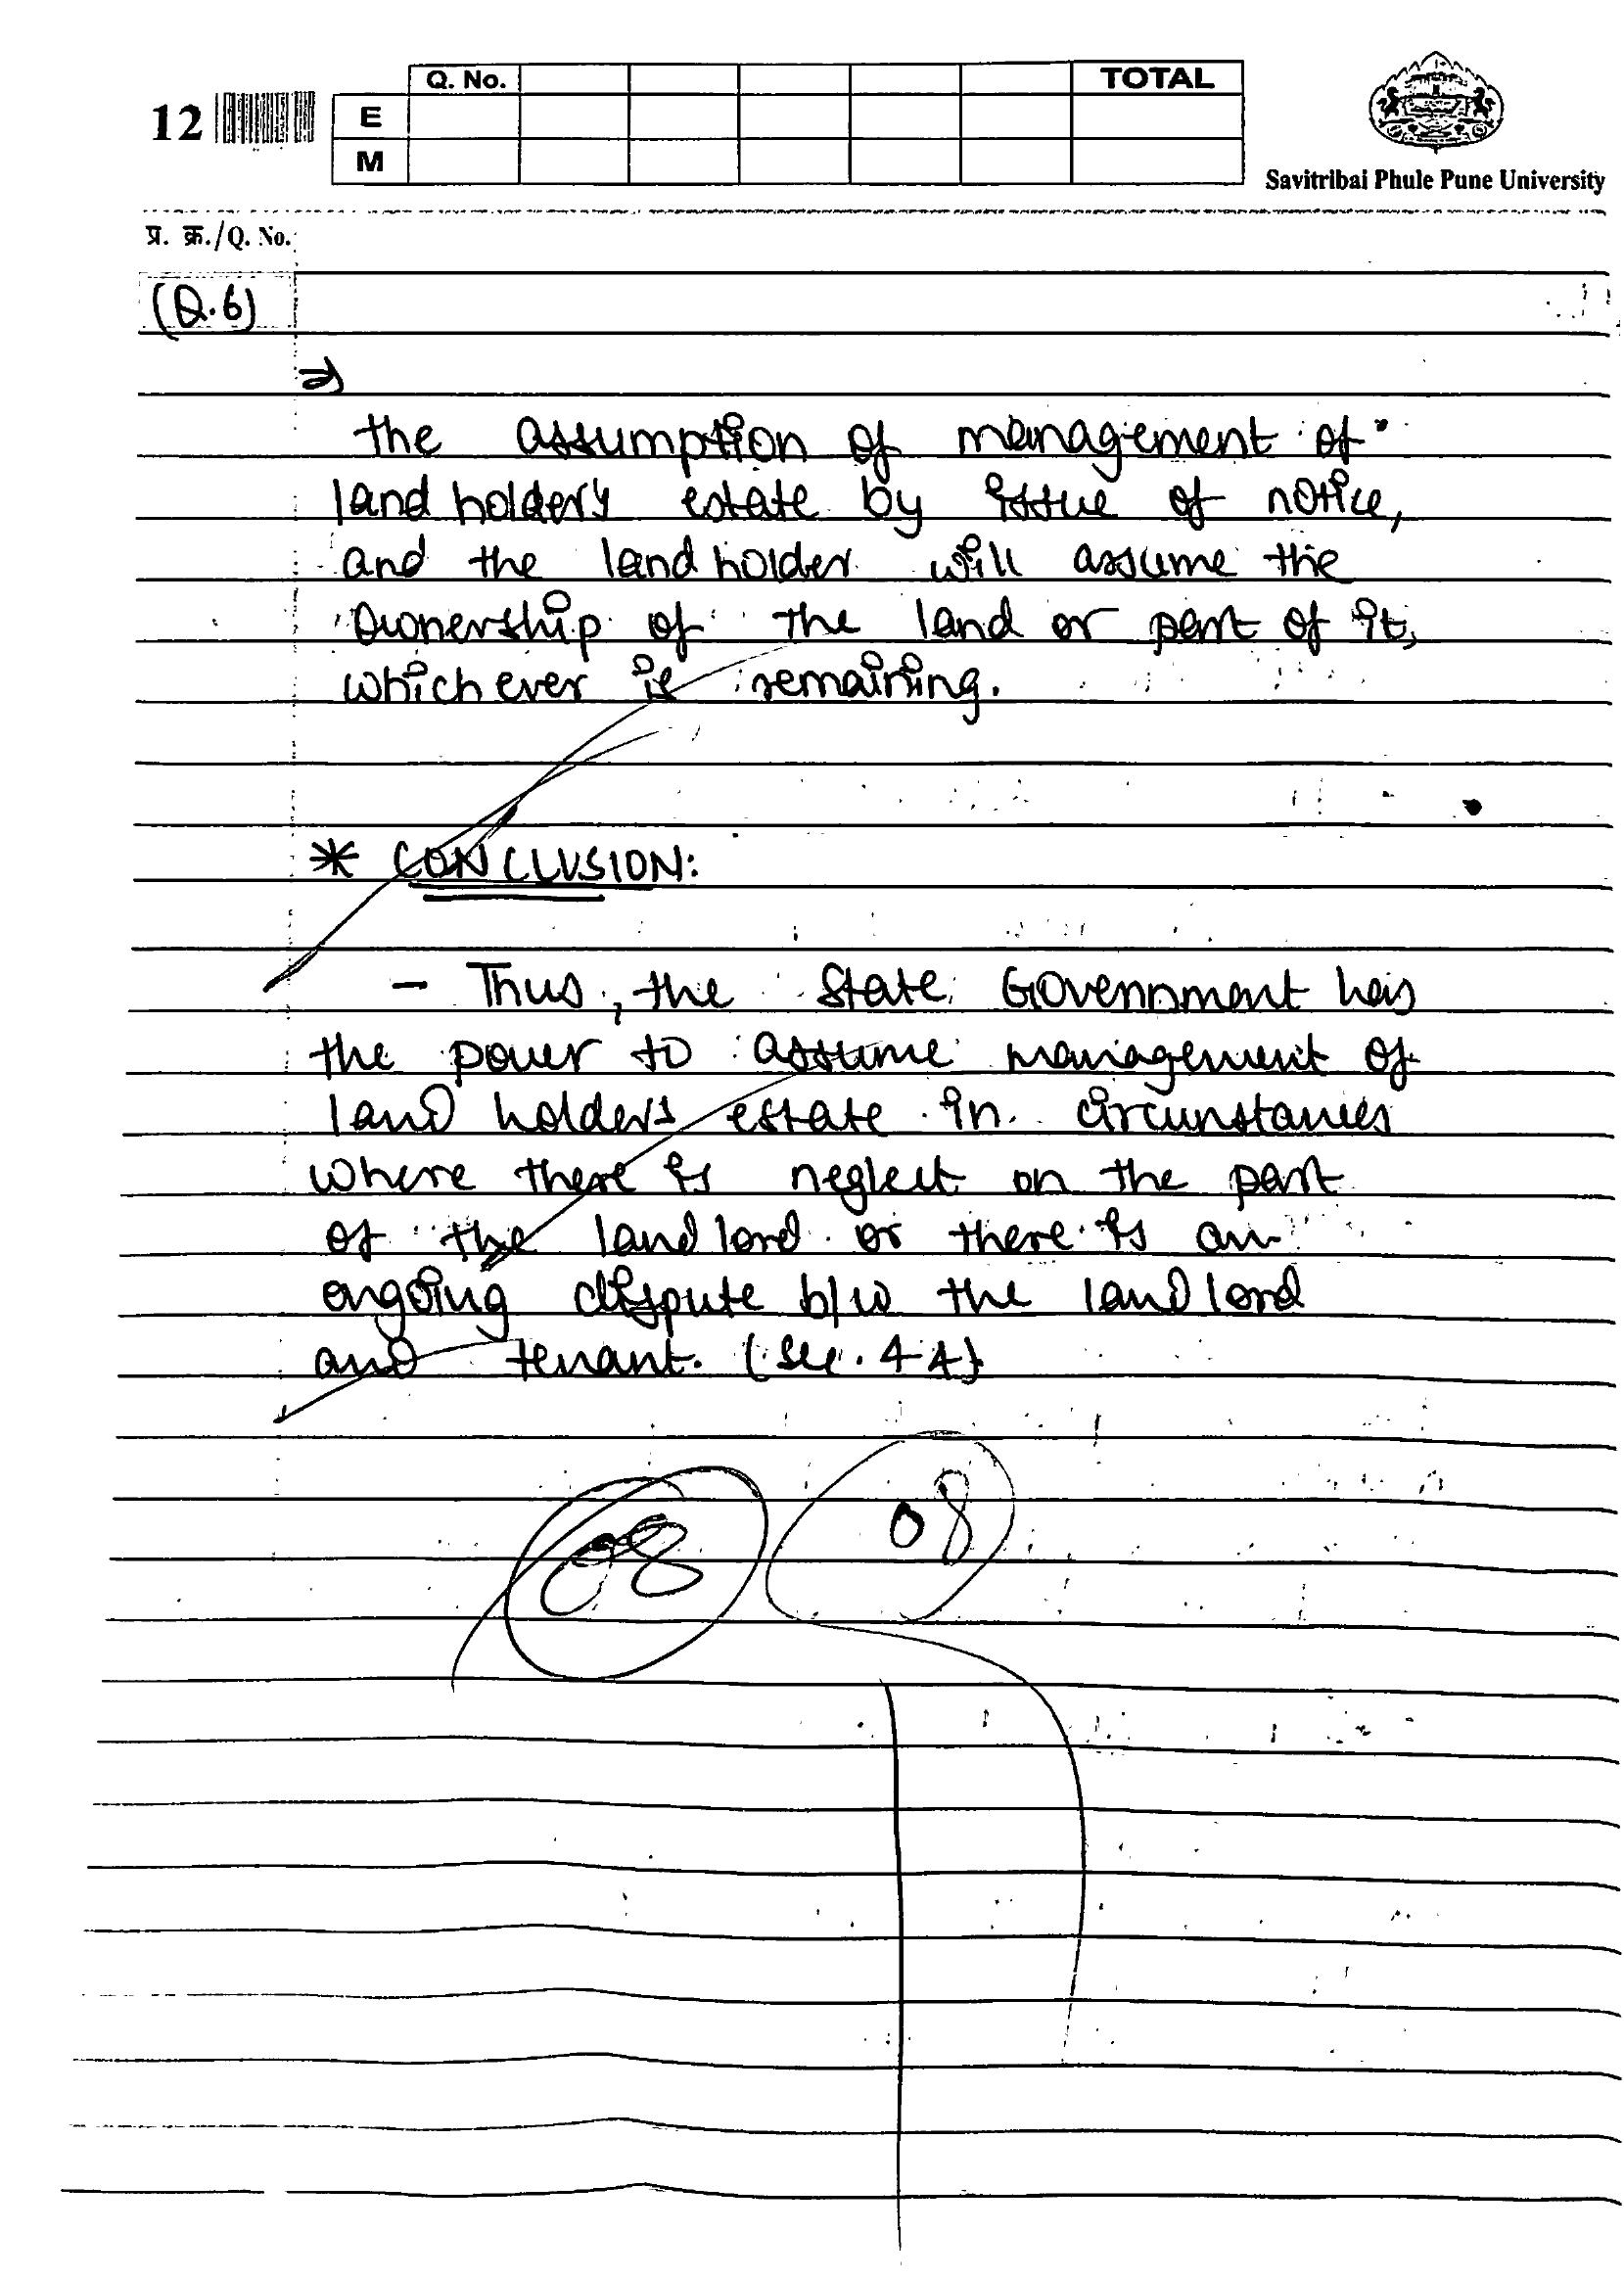 12
Q. No.
TOTAL
E
M
Savitribai Phule Pune University
प्र. क्र./Q. No.
(Q.6)
the assumption of management of
land holder's estate by issue of notice,
and the land holder will assume the
Ownership of the land or part of it,
whichever is remaining.
* CONCLUSION:
- Thus, the State Government has
the power to assume management of
land holders estate in circumstances
where there is neglect on the part
of the landlord or there is an
ongoing dispute b/w the landlord
and tenant. (Sec. 44)
08
08